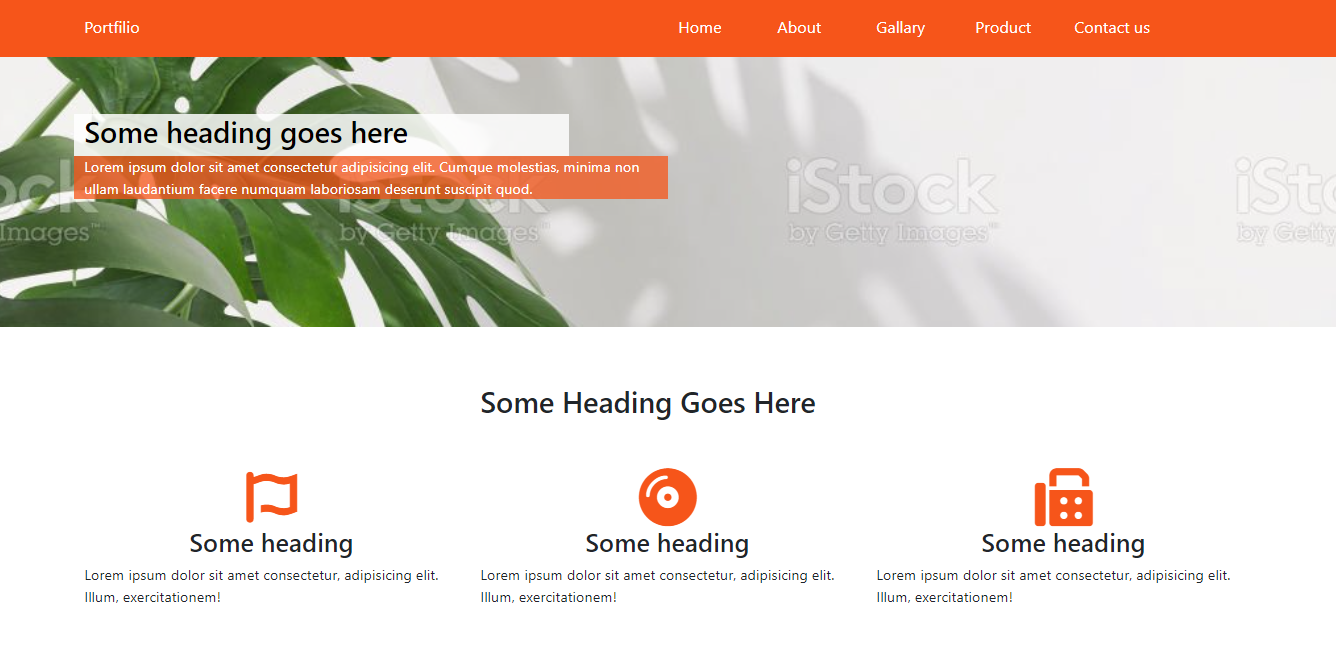 Portfilio Home About Gallary Product Contact us
Some heading goes here
Lorem ipsum dolor sit amet consectetur adipisicing elit. Cumque molestias, minima non
ullam laudantium facere numquam laboriosam deserunt suscipit quod.
iStock
by Getty Images™
Some Heading Goes Here
Some heading
Lorem ipsum dolor sit amet consectetur, adipisicing elit.
Illum, exercitationem!
Some heading
Lorem ipsum dolor sit amet consectetur, adipisicing elit.
Illum, exercitationem!
Some heading
Lorem ipsum dolor sit amet consectetur, adipisicing elit.
Illum, exercitationem!